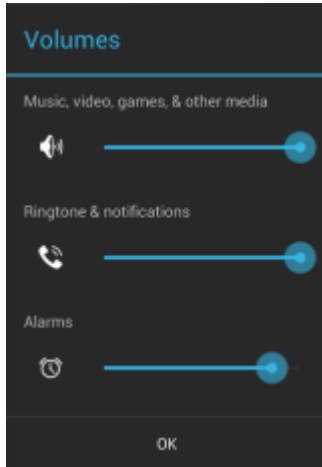 Volumes
Music, video, games, & other media
Ringtone & notifications
Alarms
OK